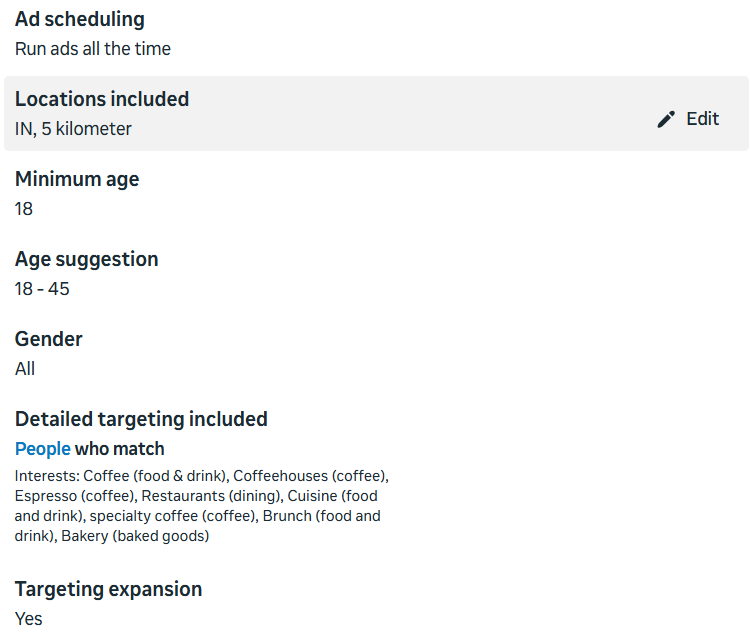 Ad scheduling
Run ads all the time
Locations included
IN, 5 kilometer
Edit
Minimum age
18
Age suggestion
18 - 45
Gender
All
Detailed targeting included
People who match
Interests: Coffee (food & drink), Coffeehouses (coffee),
Espresso (coffee), Restaurants (dining), Cuisine (food
and drink), specialty coffee (coffee), Brunch (food and
drink), Bakery (baked goods)
Targeting expansion
Yes